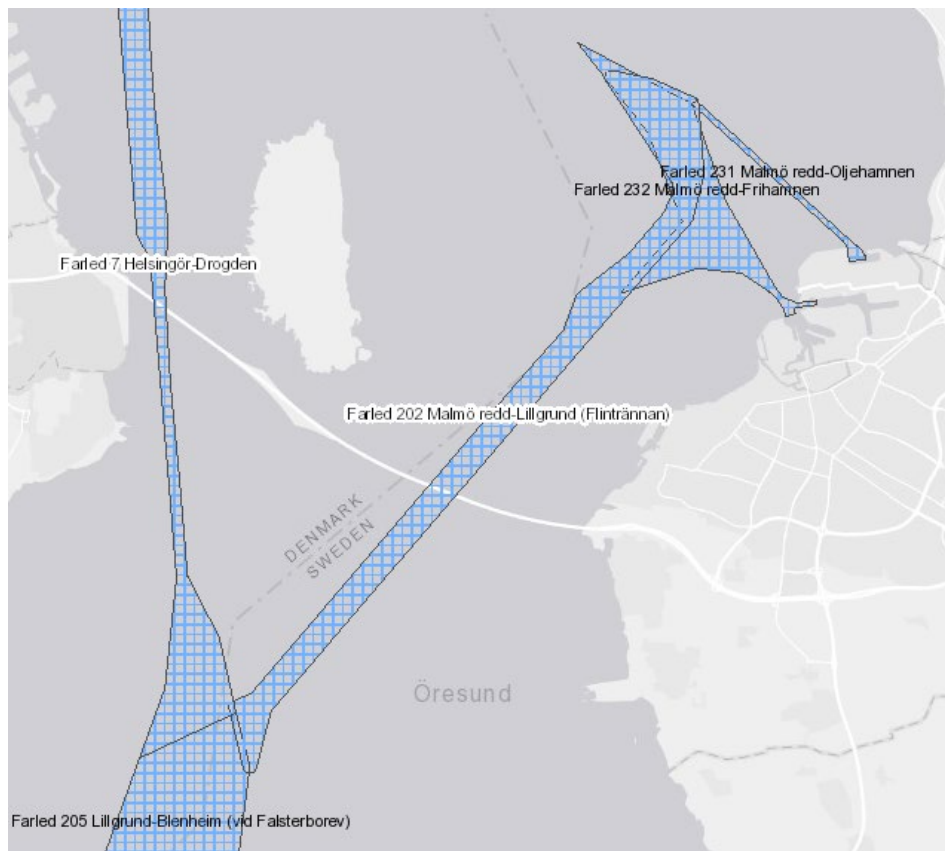 Farled 231 Malmö redd-Oljehamnen
Farled 232 Malmö redd-Frihamnen
Farled 7 Helsingör-Drogden
Farled 202 Malmö redd-Lillgrund (Flintrännan)
DENMARK
SWEDEN
Öresund
Farled 205 Lillgrund-Blenheim (vid Falsterborev)